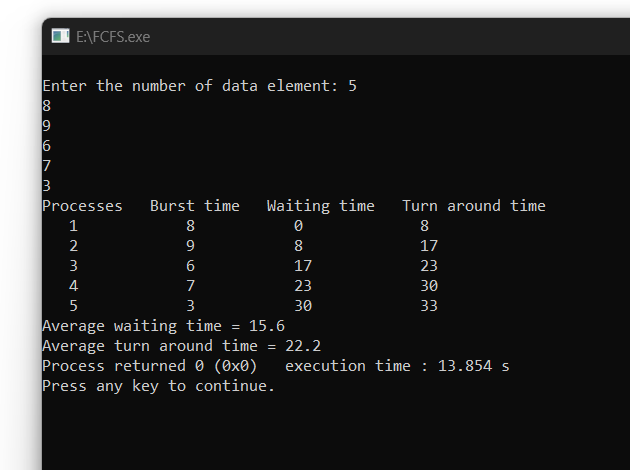 E:\FCFS.exe
Enter the number of data element: 5
8
9
6
7
3
Processes   Burst time   Waiting time   Turn around time
   1            8           0             8
   2            9           8             17
   3            6           17            23
   4            7           23            30
   5            3           30            33
Average waiting time = 15.6
Average turn around time = 22.2
Process returned 0 (0x0)   execution time : 13.854 s
Press any key to continue.